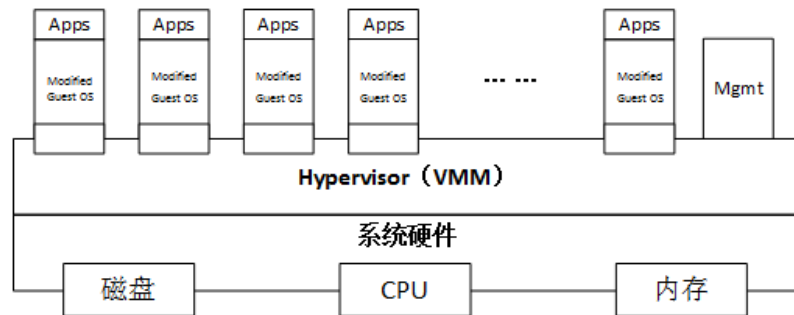 Apps Apps Apps Apps Apps
Modified Modified Modified Modified ... ... Modified Mgmt
Guest OS Guest OS Guest OS Guest OS Guest OS
Hypervisor（VMM）
系统硬件
磁盘 CPU 内存